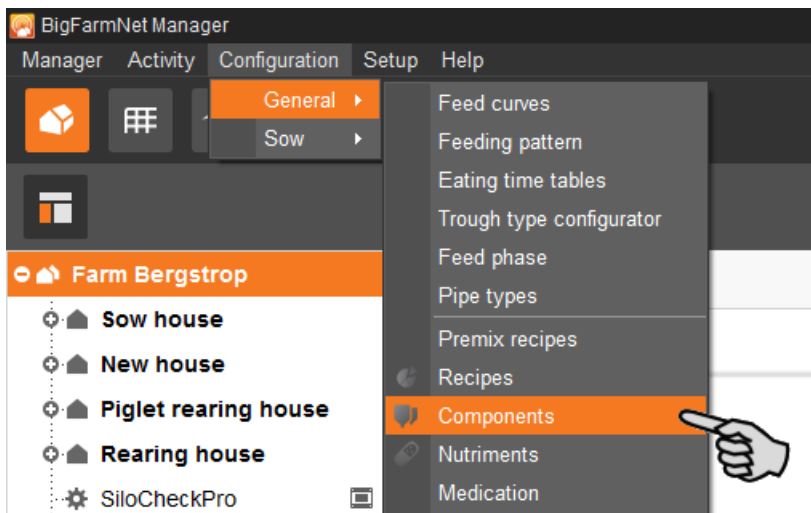 BigFarmNet Manager
Manager Activity Configuration Setup Help
General
Sow
Feed curves
Feeding pattern
Eating time tables
Trough type configurator
Feed phase
Pipe types
Premix recipes
Recipes
Components
Nutriments
Medication
Farm Bergstrop
Sow house
New house
Piglet rearing house
Rearing house
SiloCheckPro